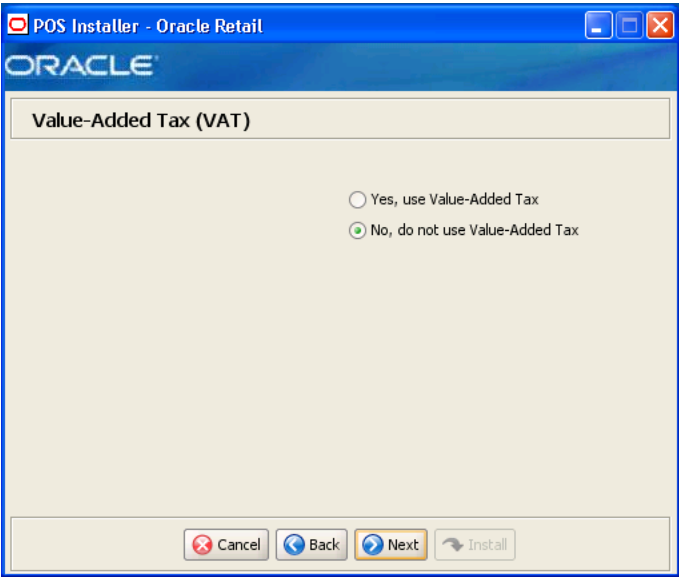 POS Installer - Oracle Retail
ORACLE
Value-Added Tax (VAT)
Yes, use Value-Added Tax
No, do not use Value-Added Tax
Cancel Back Next Install